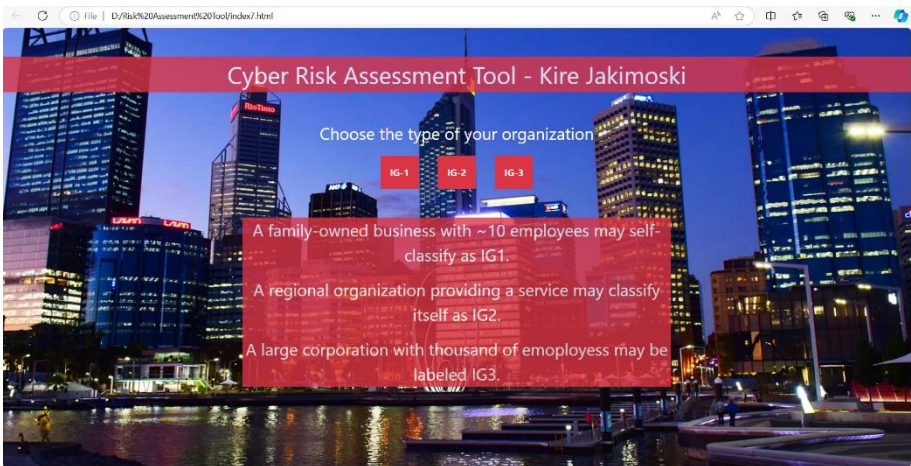 File | D:/Risk%20Assessment%20Tool/index7.html
Cyber Risk Assessment Tool - Kire Jakimoski
RioTinto
Choose the type of your organization
IG-1 IG-2 IG-3
A family-owned business with ~10 employees may self-
classify as IG1.
A regional organization providing a service may classify
itself as IG2.
A large corporation with thousand of emoployess may be
labeled IG3.